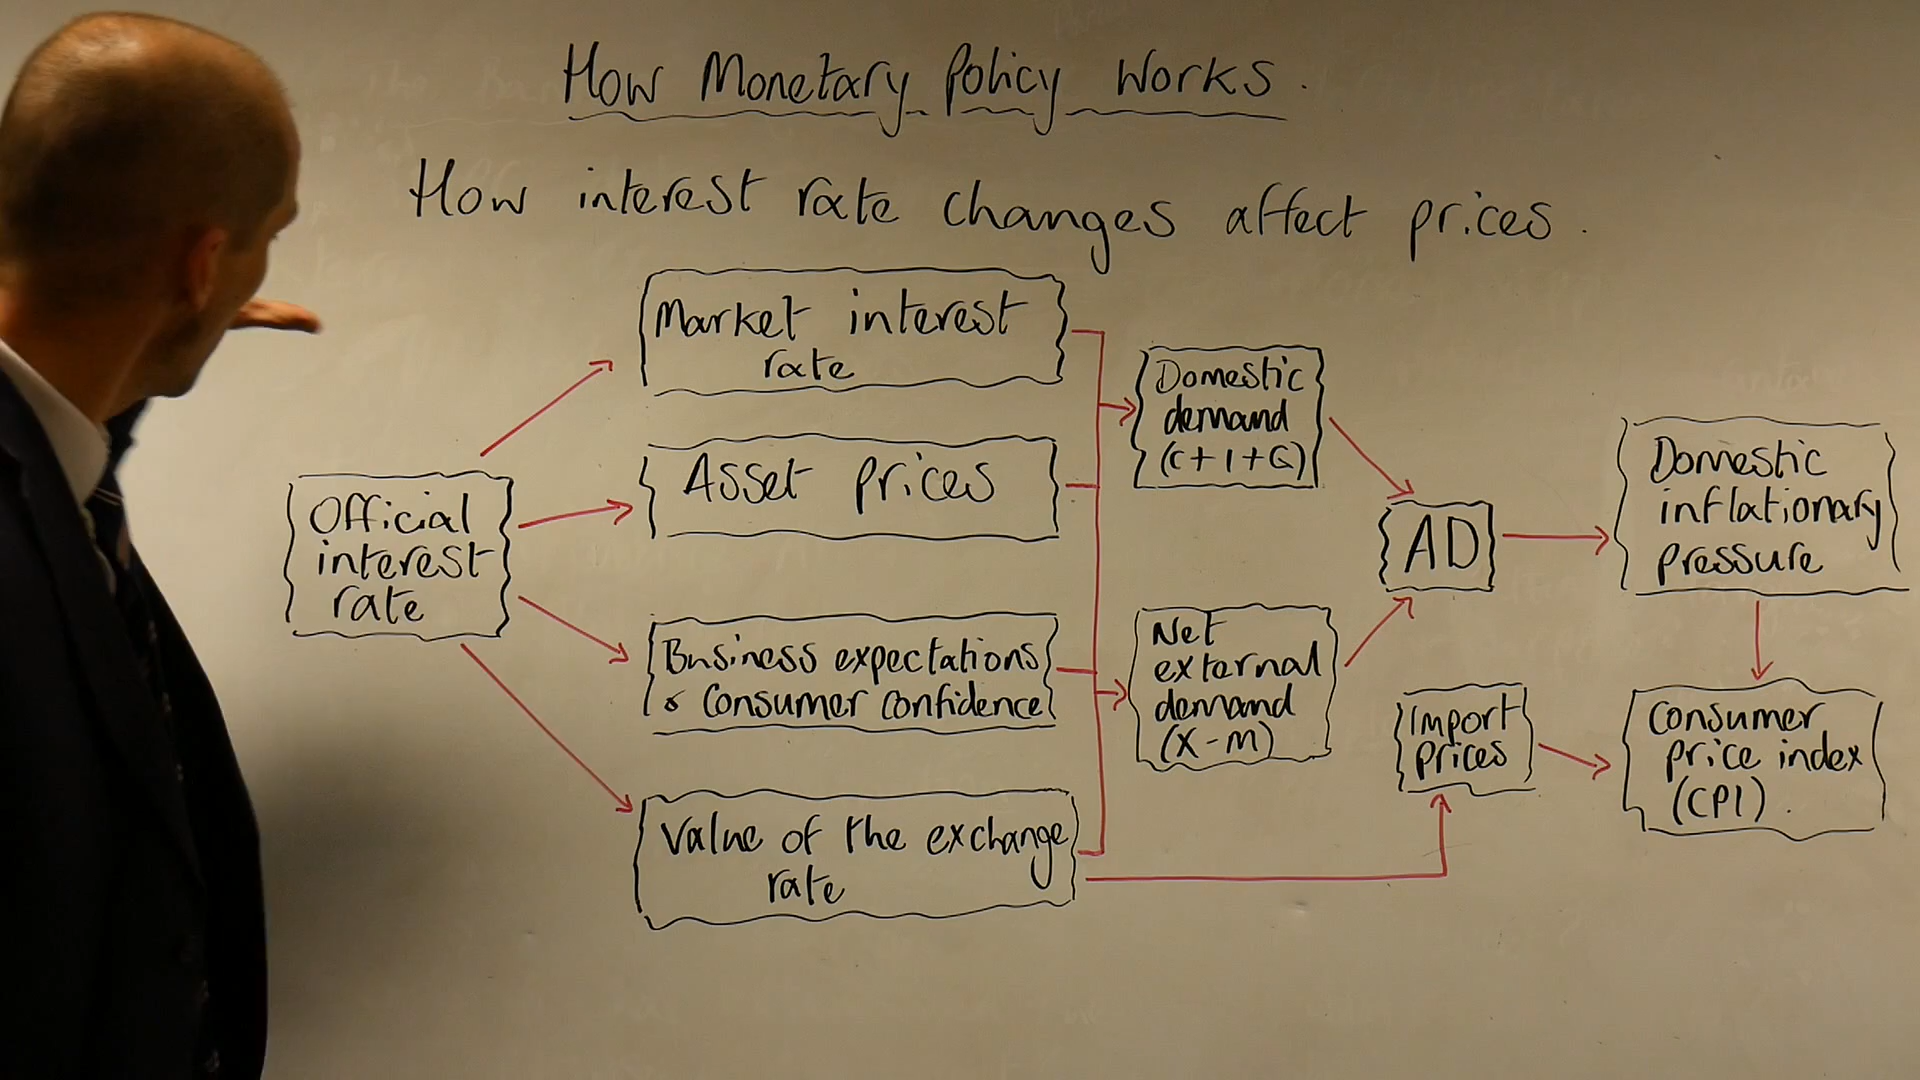 How Monetary Policy Works.
How interest rate changes affect prices.
Official
interest
rate
Market interest
rate
Asset prices
Business expectations
& Consumer Confidence
Value of the exchange
rate
Domestic
demand
(C+I+G)
Net
external
demand
(X-M)
AD
Import
prices
Domestic
inflationary
pressure
Consumer
price index
(CPI).